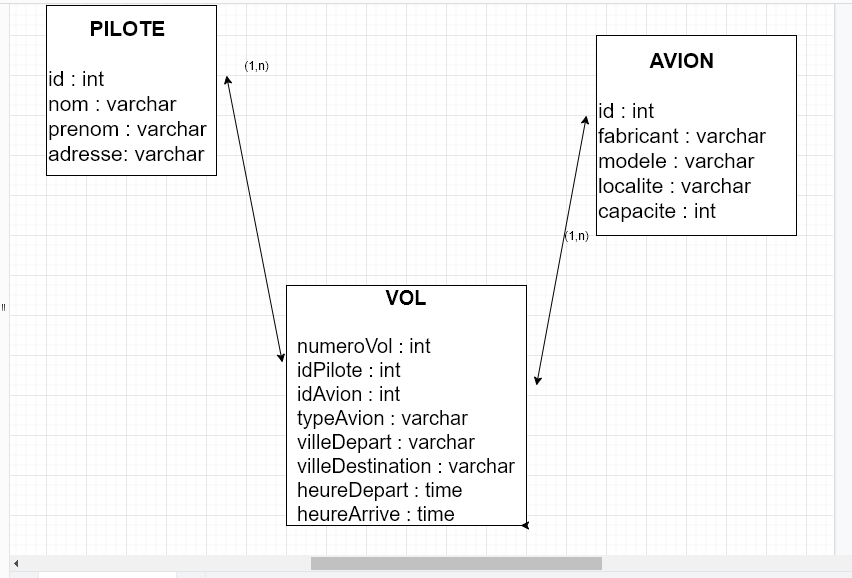 PILOTE
id : int
nom : varchar
prenom : varchar
adresse: varchar
(1,n)
AVION
id : int
fabricant : varchar
modele : varchar
localite : varchar
capacite : int
(1,n)
VOL
numeroVol : int
idPilote : int
idAvion : int
typeAvion : varchar
villeDepart : varchar
villeDestination : varchar
heureDepart : time
heureArrive : time